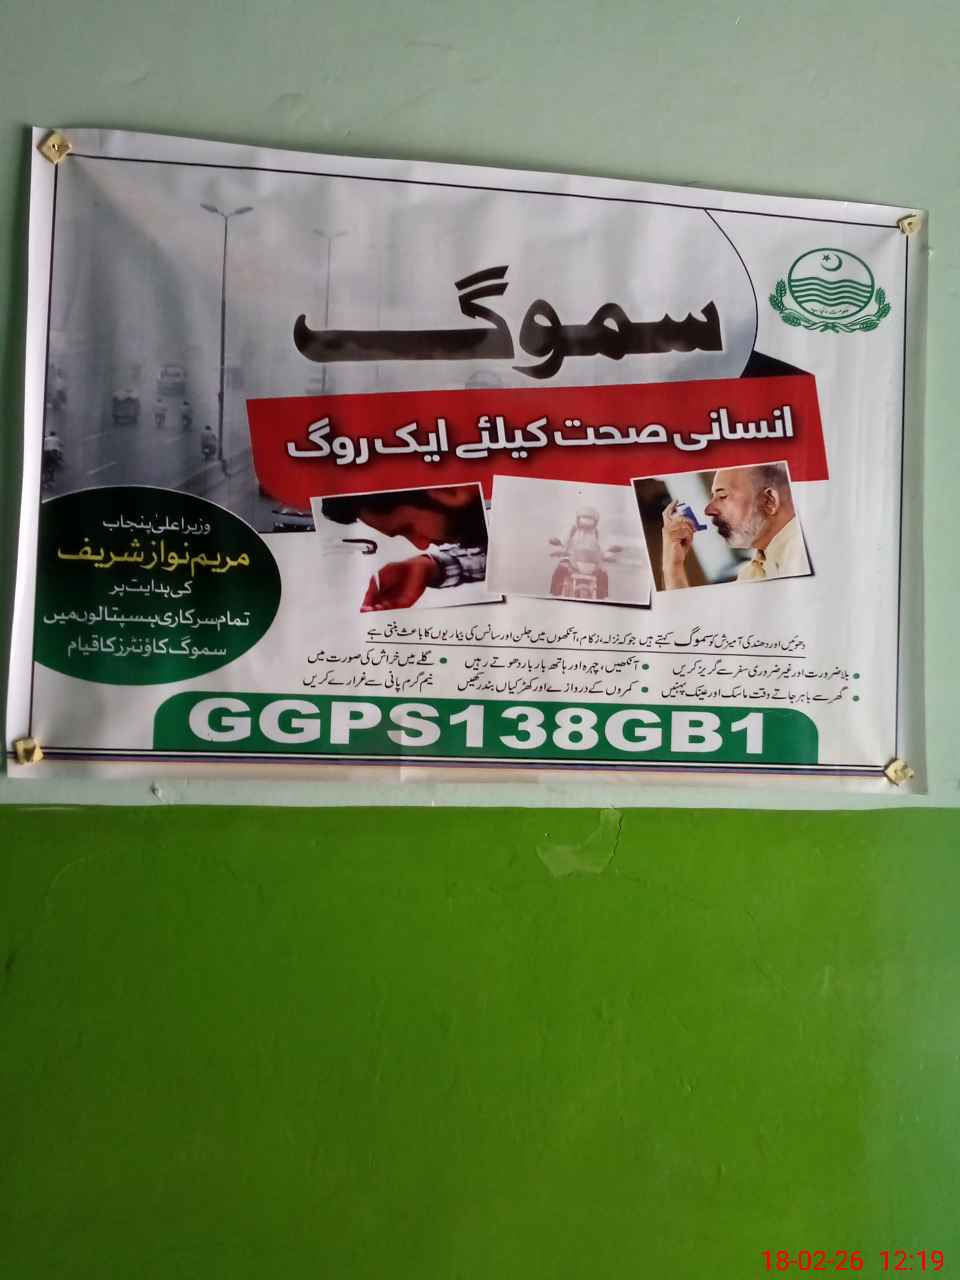 سموگ
انسانی صحت کیلئے ایک روگ
وزیراعلیٰ پنجاب
مریم نواز شریف
کی ہدایت پر
تمام سرکاری ہسپتالوں میں
سموگ کاؤنٹرز کا قیام
دھوئیں اور دھند کی آمیزش کو سموگ کہتے ہیں جو کہ نزلہ، زکام، آنکھوں میں جلن اور سانس کی بیماریوں کا باعث بنتی ہے
• بلا ضرورت اور غیر ضروری سفر سے گریز کریں
• گھر سے باہر جاتے وقت ماسک اور عینک پہنیں
• آنکھیں، چہرہ اور ہاتھ بار بار دھوتے رہیں
• کمروں کے دروازے اور کھڑکیاں بند رکھیں
• گلے میں خراش کی صورت میں
نیم گرم پانی سے غرارے کریں
GGPS138GB1
18-02-26 12:19